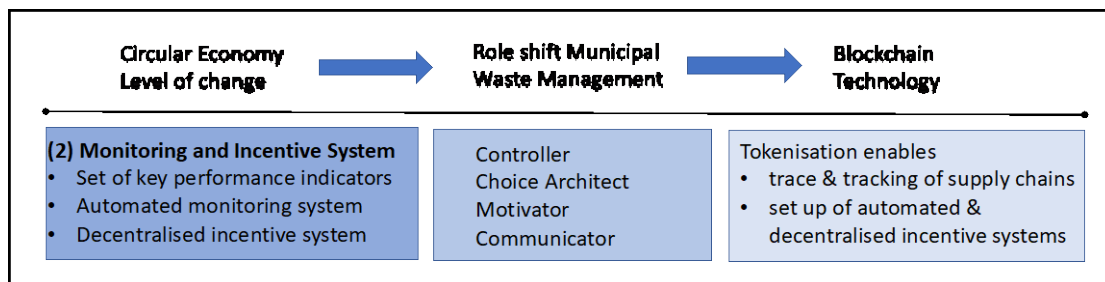 Circular Economy
Level of change
Role shift Municipal
Waste Management
Blockchain
Technology
(2) Monitoring and Incentive System
• Set of key performance indicators
• Automated monitoring system
• Decentralised incentive system
Controller
Choice Architect
Motivator
Communicator
Tokenisation enables
• trace & tracking of supply chains
• set up of automated &
decentralised incentive systems